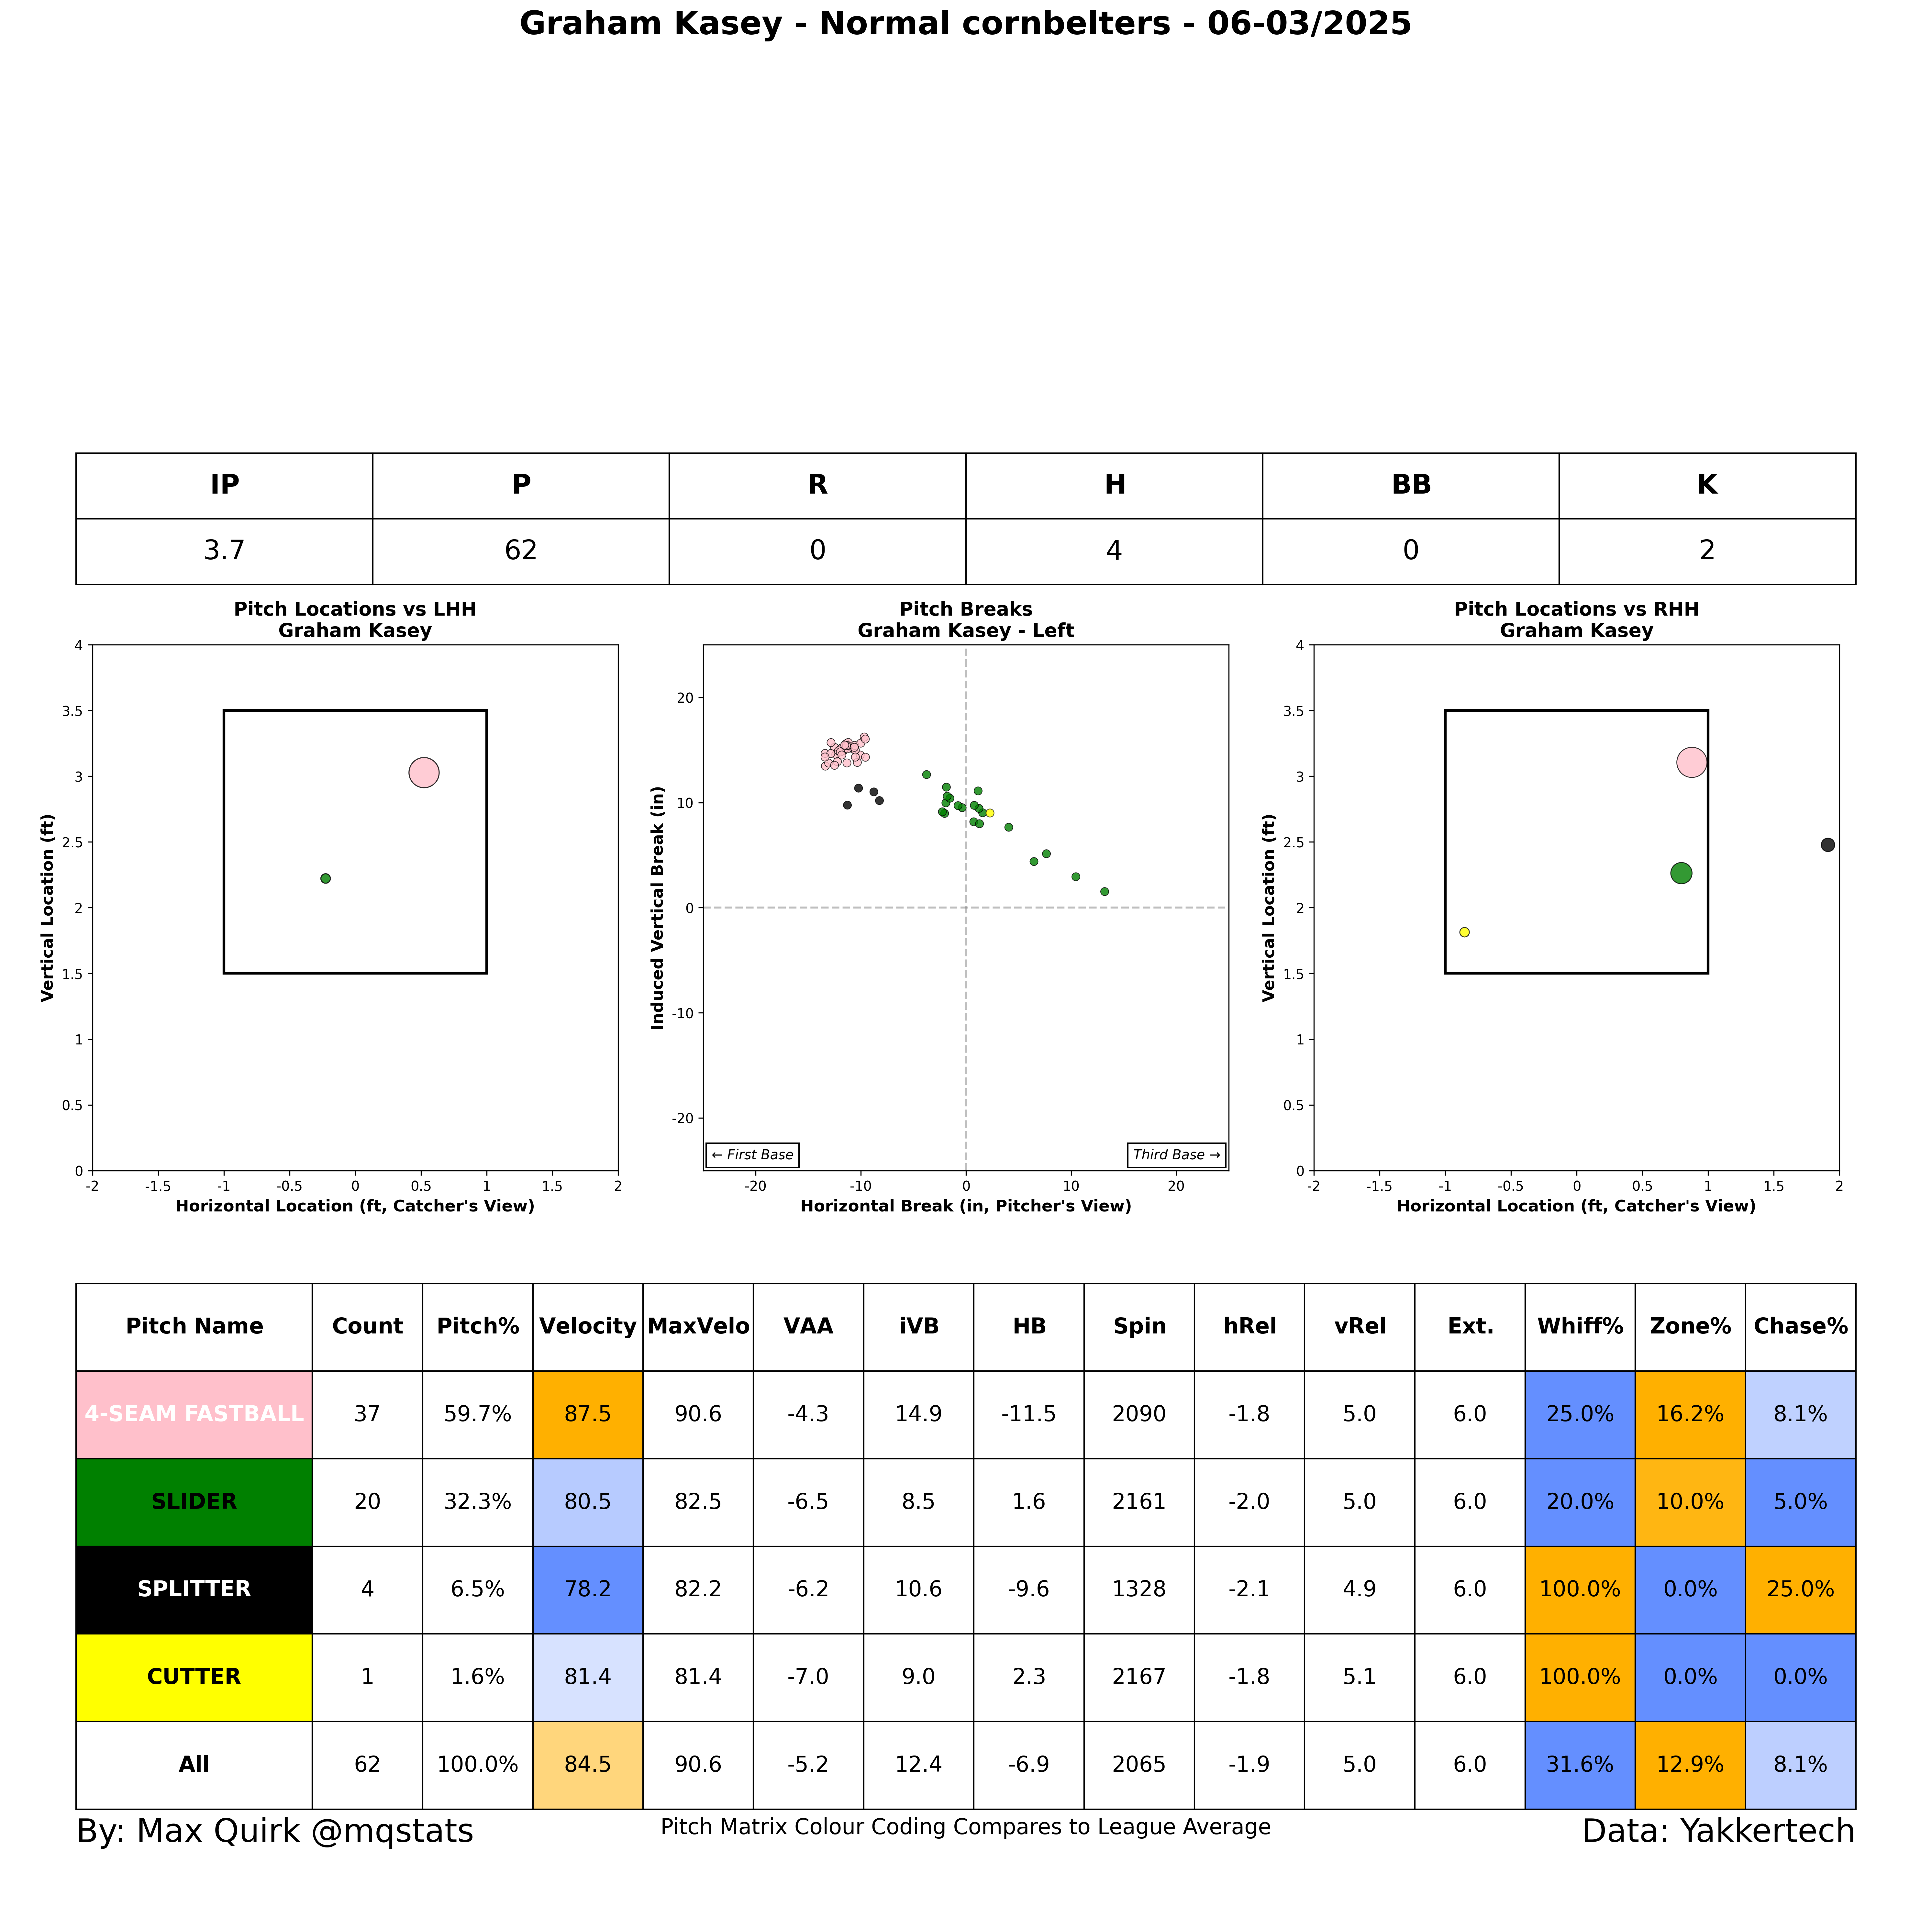 Graham Kasey - Normal cornbelters - 06-03/2025
IP P R H BB K
3.7 62 0 4 0 2
Pitch Locations vs LHH
Graham Kasey
4
3.5
3
2.5
2
1.5
1
0.5
0
-2 -1.5 -1 -0.5 0 0.5 1 1.5 2
Vertical Location (ft)
Horizontal Location (ft, Catcher's View)
Pitch Breaks
Graham Kasey - Left
20
10
0
-10
-20
-20 -10 0 10 20
← First Base
Third Base →
Induced Vertical Break (in)
Horizontal Break (in, Pitcher's View)
Pitch Locations vs RHH
Graham Kasey
4
3.5
3
2.5
2
1.5
1
0.5
0
-2 -1.5 -1 -0.5 0 0.5 1 1.5 2
Vertical Location (ft)
Horizontal Location (ft, Catcher's View)
Pitch Name Count Pitch% Velocity MaxVelo VAA iVB HB Spin hRel vRel Ext. Whiff% Zone% Chase%
4-SEAM FASTBALL 37 59.7% 87.5 90.6 -4.3 14.9 -11.5 2090 -1.8 5.0 6.0 25.0% 16.2% 8.1%
SLIDER 20 32.3% 80.5 82.5 -6.5 8.5 1.6 2161 -2.0 5.0 6.0 20.0% 10.0% 5.0%
SPLITTER 4 6.5% 78.2 82.2 -6.2 10.6 -9.6 1328 -2.1 4.9 6.0 100.0% 0.0% 25.0%
CUTTER 1 1.6% 81.4 81.4 -7.0 9.0 2.3 2167 -1.8 5.1 6.0 100.0% 0.0% 0.0%
All 62 100.0% 84.5 90.6 -5.2 12.4 -6.9 2065 -1.9 5.0 6.0 31.6% 12.9% 8.1%
By: Max Quirk @mqstats
Pitch Matrix Colour Coding Compares to League Average
Data: Yakkertech